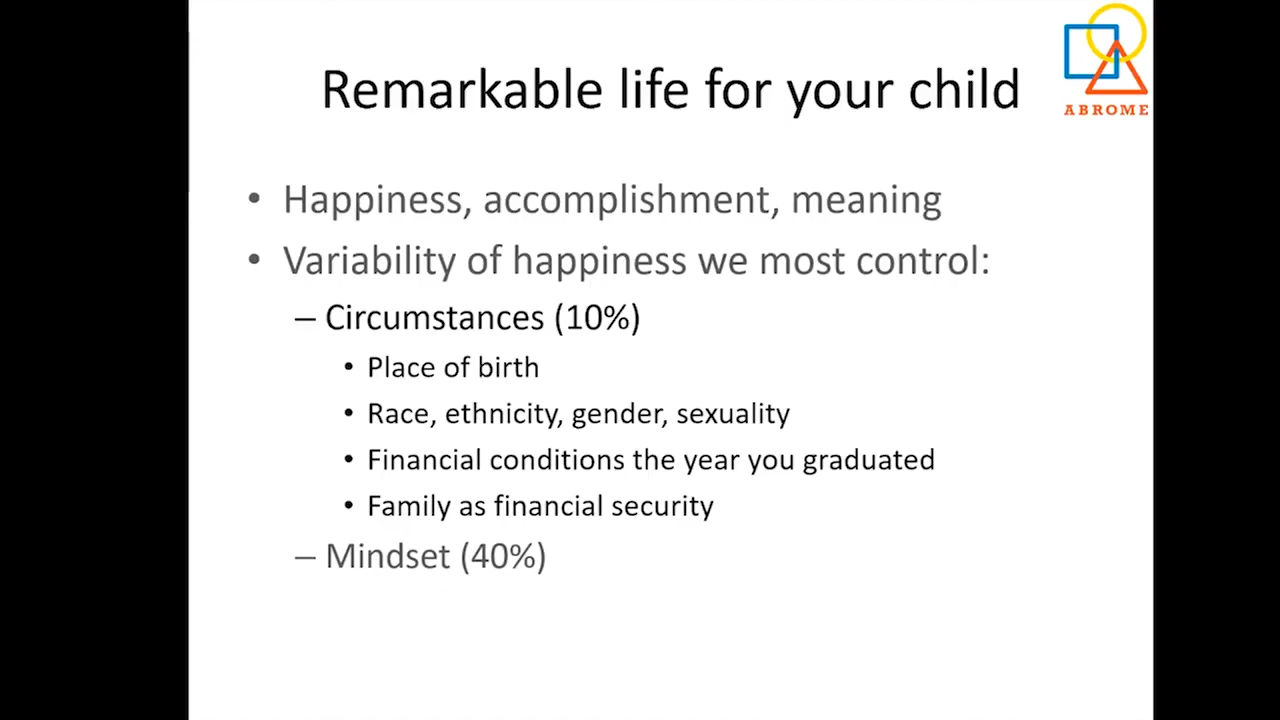 Remarkable life for your child
ABROME
• Happiness, accomplishment, meaning
• Variability of happiness we most control:
– Circumstances (10%)
• Place of birth
• Race, ethnicity, gender, sexuality
• Financial conditions the year you graduated
• Family as financial security
– Mindset (40%)